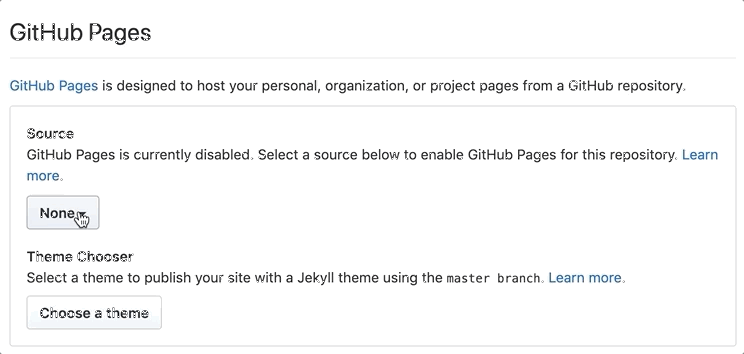 GitHub Pages
GitHub Pages is designed to host your personal, organization, or project pages from a GitHub repository.
Source
GitHub Pages is currently disabled. Select a source below to enable GitHub Pages for this repository. Learn
more.
None
Theme Chooser
Select a theme to publish your site with a Jekyll theme using the master branch. Learn more.
Choose a theme